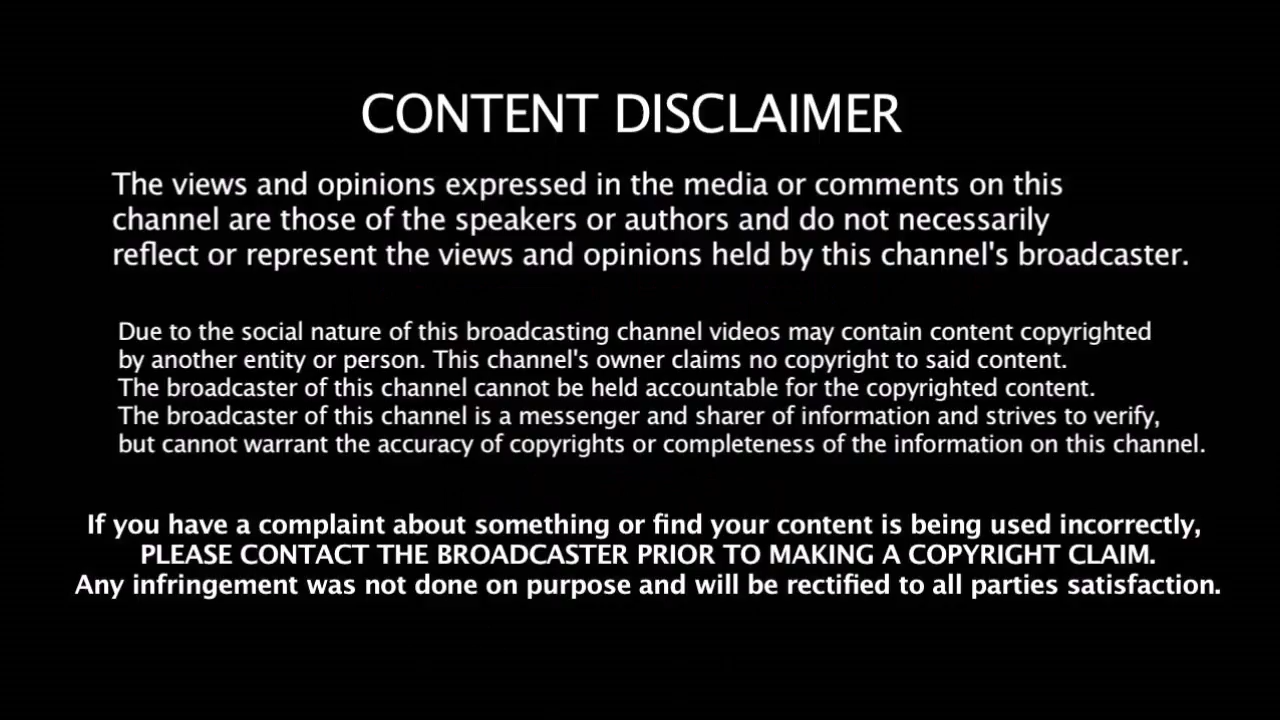 CONTENT DISCLAIMER
The views and opinions expressed in the media or comments on this
channel are those of the speakers or authors and do not necessarily
reflect or represent the views and opinions held by this channel's broadcaster.
Due to the social nature of this broadcasting channel videos may contain content copyrighted
by another entity or person. This channel's owner claims no copyright to said content.
The broadcaster of this channel cannot be held accountable for the copyrighted content.
The broadcaster of this channel is a messenger and sharer of information and strives to verify,
but cannot warrant the accuracy of copyrights or completeness of the information on this channel.
If you have a complaint about something or find your content is being used incorrectly,
PLEASE CONTACT THE BROADCASTER PRIOR TO MAKING A COPYRIGHT CLAIM.
Any infringement was not done on purpose and will be rectified to all parties satisfaction.